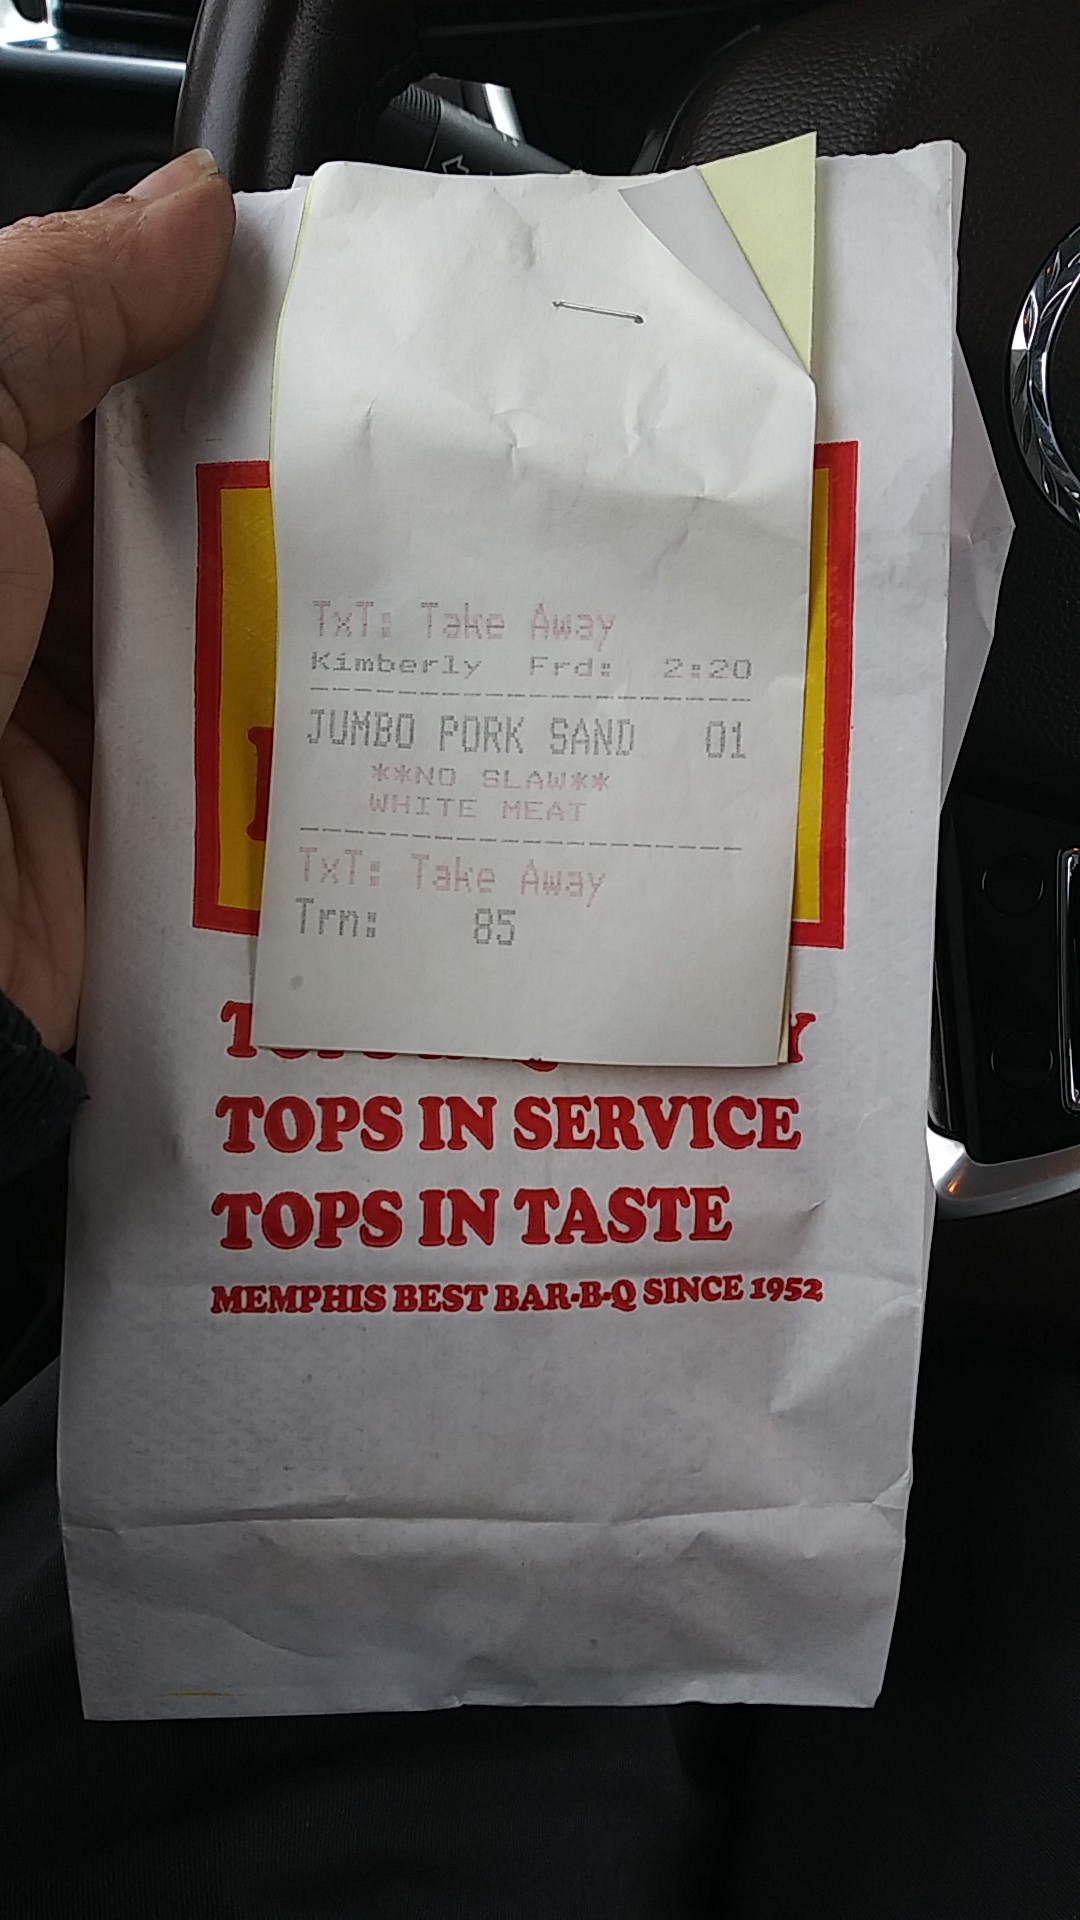 TxT: Take Away
Kimberly Frd: 2:20
JUMBO PORK SAND 01
**NO SLAW**
WHITE MEAT
TxT: Take Away
Trn: 85
TOPS IN SERVICE
TOPS IN TASTE
MEMPHIS BEST BAR-B-Q SINCE 1952